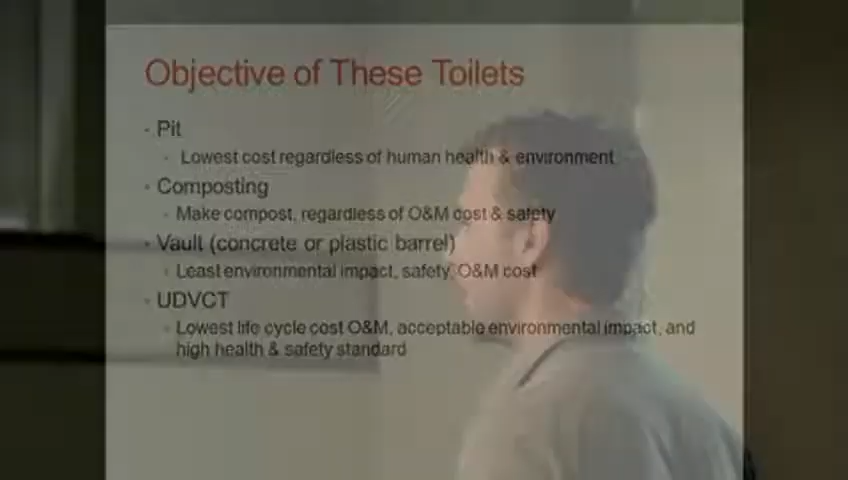 Objective of These Toilets
· Pit
· Lowest cost regardless of human health & environment
· Composting
· Make compost, regardless of O&M cost & safety
· Vault (concrete or plastic barrel)
· Least environmental impact, safety, O&M cost
· UDVCT
· Lowest life cycle cost O&M, acceptable environmental impact, and
high health & safety standard